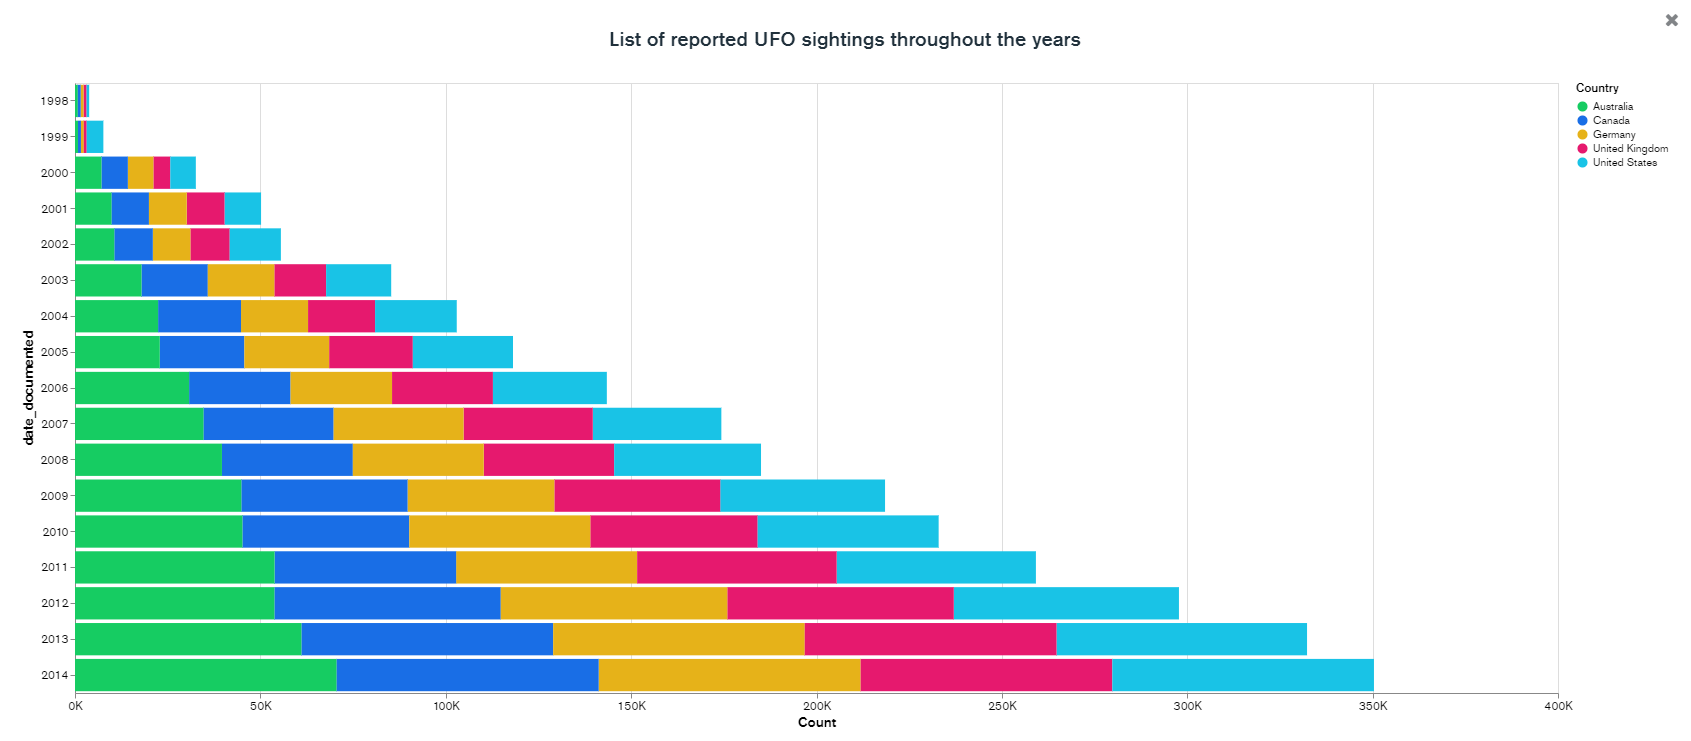 ✖
List of reported UFO sightings throughout the years
Country
Australia
Canada
Germany
United Kingdom
United States
date_documented
1998
1999
2000
2001
2002
2003
2004
2005
2006
2007
2008
2009
2010
2011
2012
2013
2014
0K 50K 100K 150K 200K 250K 300K 350K 400K
Count